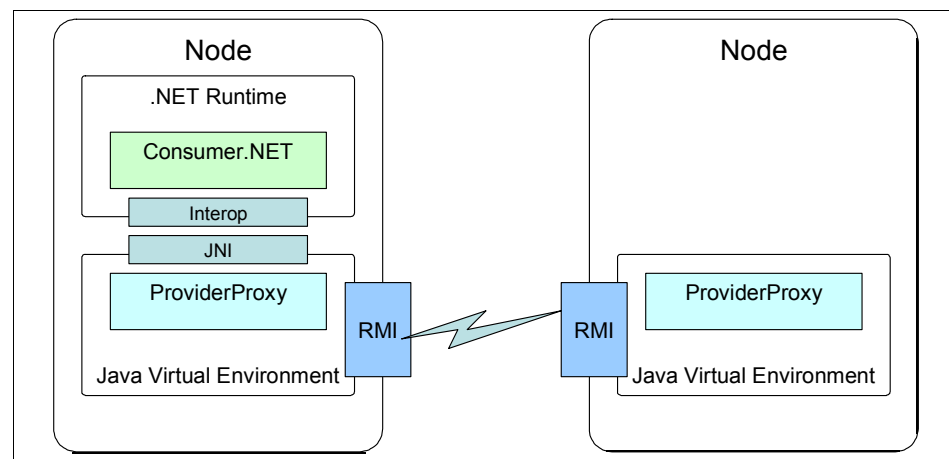 Node
.NET Runtime
Consumer.NET
Interop
JNI
ProviderProxy
RMI
Java Virtual Environment
Node
ProviderProxy
RMI
Java Virtual Environment